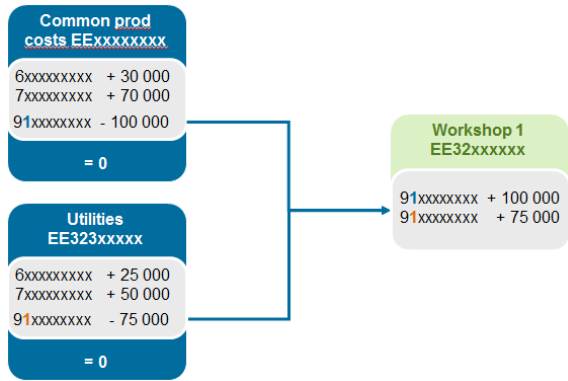 Common prod
costs EExxxxxxxx
6xxxxxxxxx + 30 000
7xxxxxxxxx + 70 000
91xxxxxxxx - 100 000
= 0
Workshop 1
EE32xxxxxx
91xxxxxxxx + 100 000
91xxxxxxxx + 75 000
Utilities
EE323xxxxx
6xxxxxxxxx + 25 000
7xxxxxxxxx + 50 000
91xxxxxxxx - 75 000
= 0